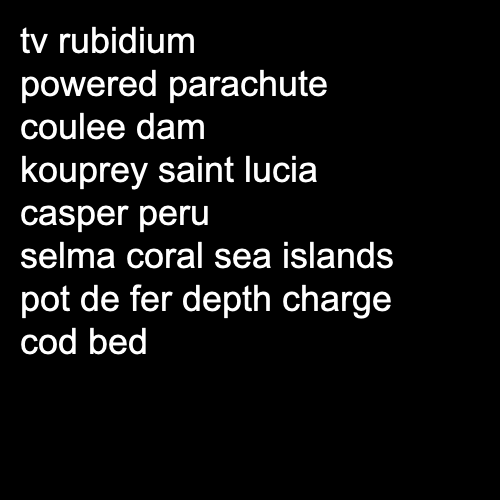 tv rubidium
powered parachute
coulee dam
kouprey saint lucia
casper peru
selma coral sea islands
pot de fer depth charge
cod bed